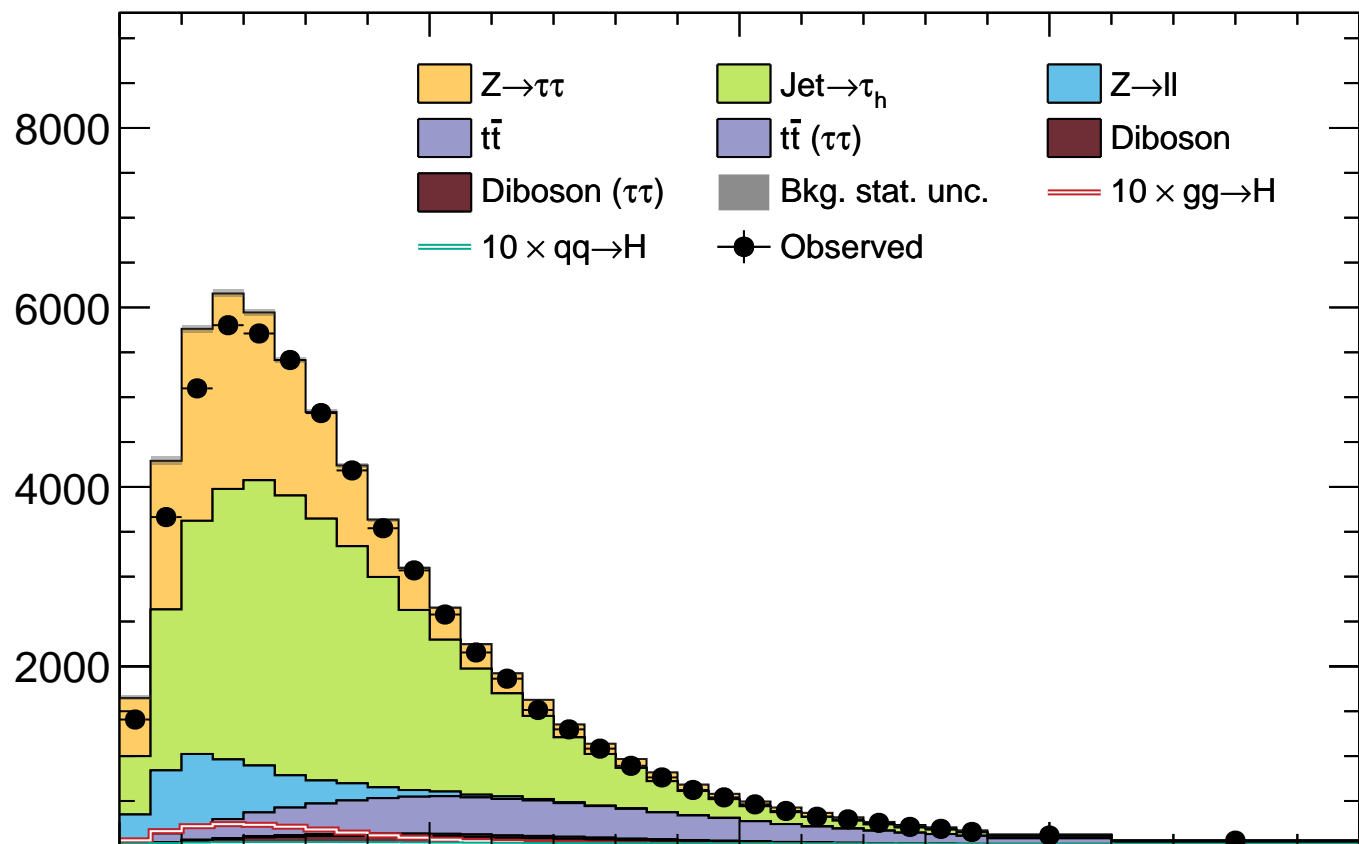 Z→ττ Jet→τh Z→ll
8000
tt̄ tt̄ (ττ) Diboson
Diboson (ττ) Bkg. stat. unc. 10 × gg→H
10 × qq→H Observed
6000
4000
2000